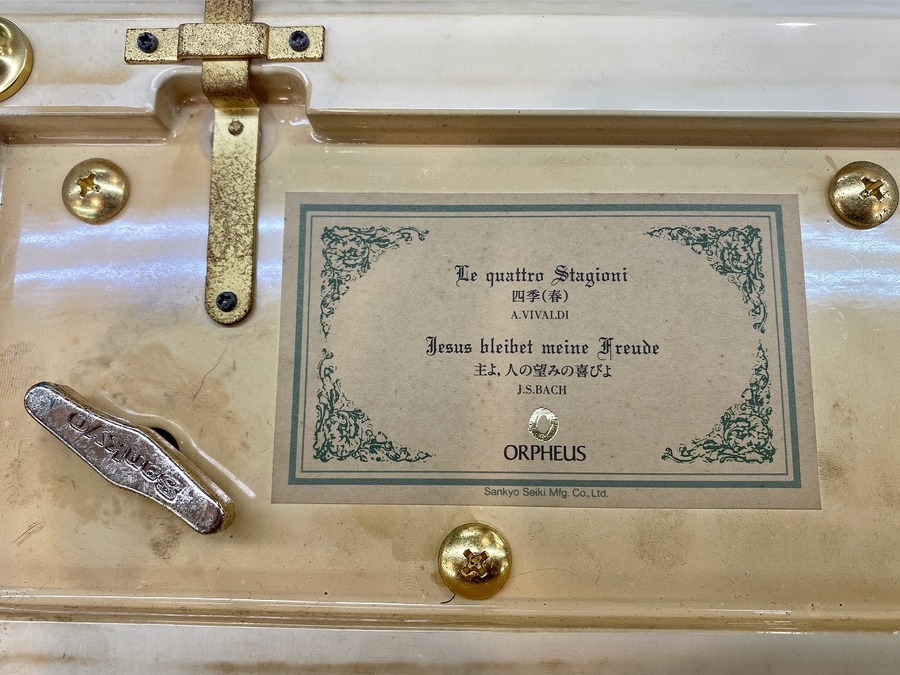 Le quattro Stagioni
四季(春)
A.VIVALDI
Jesus bleibet meine Freude
主よ,人の望みの喜びよ
J.S.BACH
ORPHEUS
Sankyo Seiki Mfg. Co., Ltd.
Sankyo